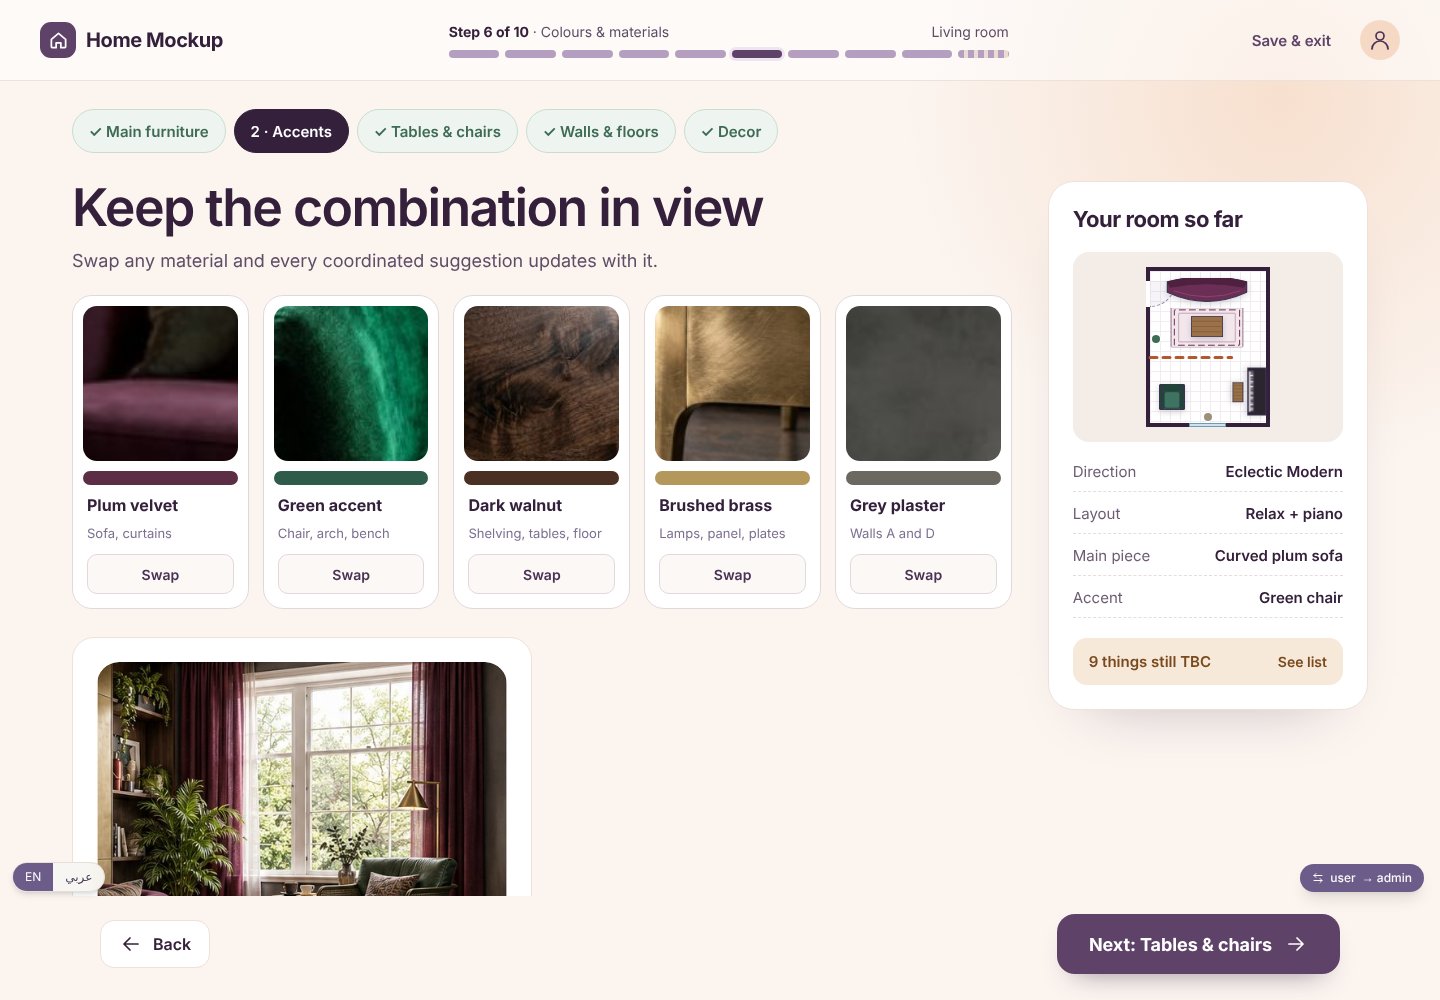 Home Mockup
Step 6 of 10 · Colours & materials
Living room
Save & exit
✓ Main furniture
2 · Accents
✓ Tables & chairs
✓ Walls & floors
✓ Decor
Keep the combination in view
Swap any material and every coordinated suggestion updates with it.
Plum velvet
Sofa, curtains
Swap
Green accent
Chair, arch, bench
Swap
Dark walnut
Shelving, tables, floor
Swap
Brushed brass
Lamps, panel, plates
Swap
Grey plaster
Walls A and D
Swap
Your room so far
Direction Eclectic Modern
Layout Relax + piano
Main piece Curved plum sofa
Accent Green chair
9 things still TBC See list
EN عربي
⇆ user → admin
← Back
Next: Tables & chairs →